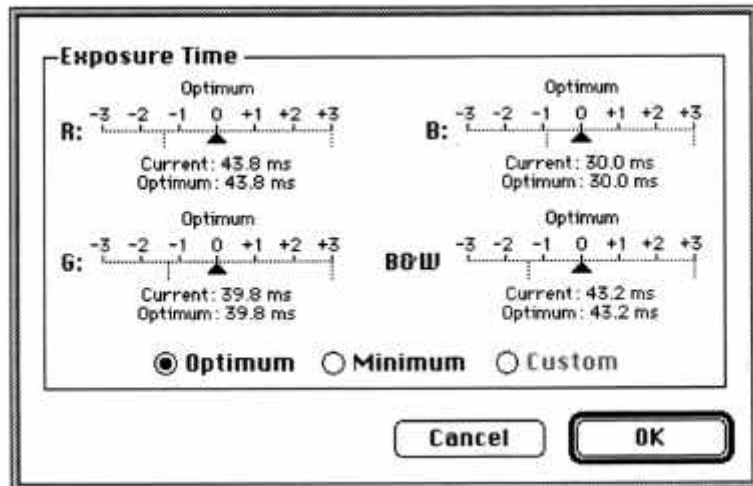 Exposure Time
Optimum
-3 -2 -1 0 +1 +2 +3
R:
Current: 43.8 ms
Optimum: 43.8 ms
Optimum
-3 -2 -1 0 +1 +2 +3
B:
Current: 30.0 ms
Optimum: 30.0 ms
Optimum
-3 -2 -1 0 +1 +2 +3
G:
Current: 39.8 ms
Optimum: 39.8 ms
Optimum
-3 -2 -1 0 +1 +2 +3
B&W
Current: 43.2 ms
Optimum: 43.2 ms
Optimum Minimum Custom
Cancel OK